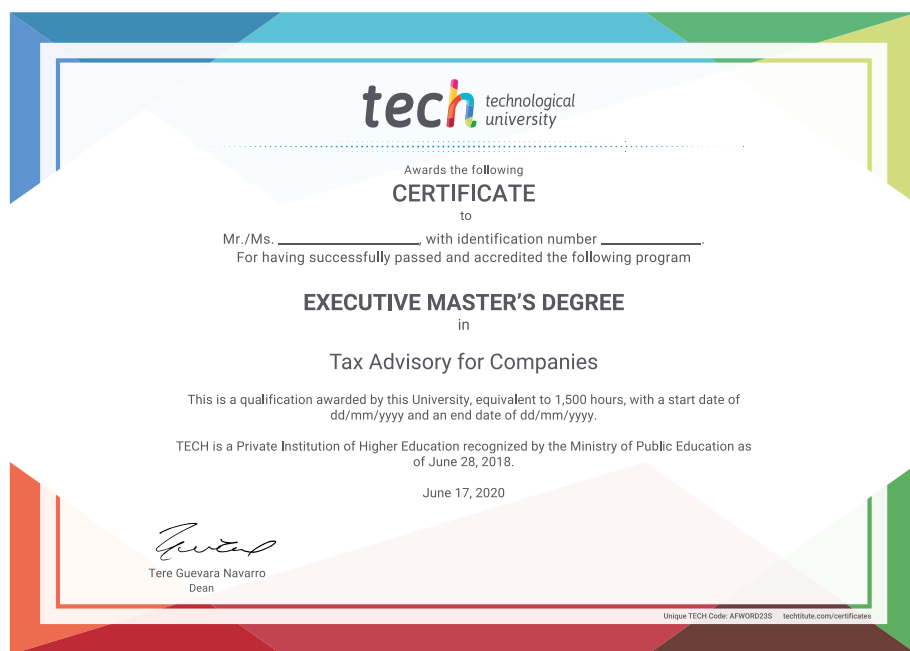 tech technological
university
Awards the following
CERTIFICATE
to
Mr./Ms. ____________________, with identification number ______________.
For having successfully passed and accredited the following program
EXECUTIVE MASTER’S DEGREE
in
Tax Advisory for Companies
This is a qualification awarded by this University, equivalent to 1,500 hours, with a start date of
dd/mm/yyyy and an end date of dd/mm/yyyy.
TECH is a Private Institution of Higher Education recognized by the Ministry of Public Education as
of June 28, 2018.
June 17, 2020
Tere Guevara Navarro
Dean
Unique TECH Code: AFWORD23S techtitute.com/certificates